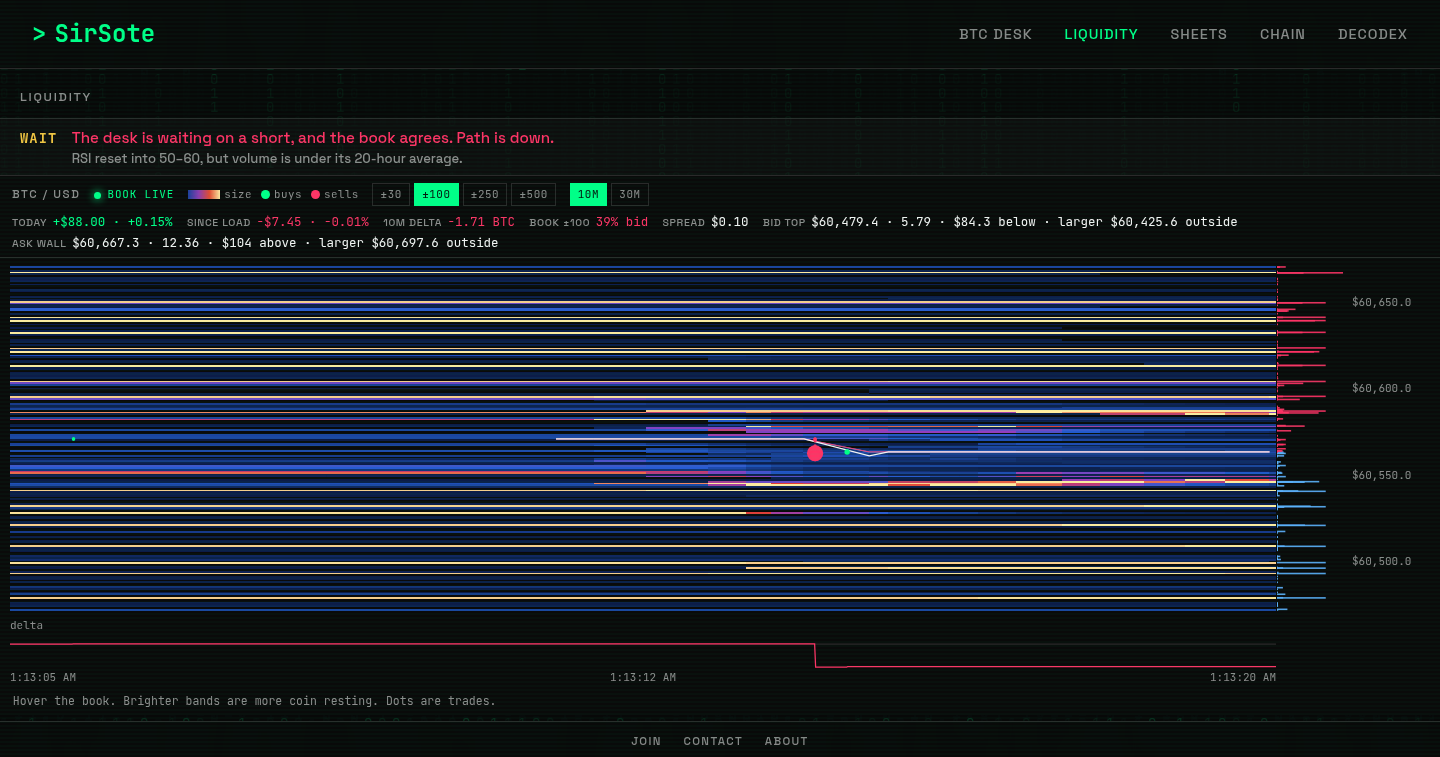 > SirSote
BTC DESK LIQUIDITY SHEETS CHAIN DECODEX
LIQUIDITY
WAIT The desk is waiting on a short, and the book agrees. Path is down.
RSI reset into 50–60, but volume is under its 20-hour average.
BTC / USD BOOK LIVE size buys sells ±30 ±100 ±250 ±500 10M 30M
TODAY +$88.00 · +0.15% SINCE LOAD -$7.45 · -0.01% 10M DELTA -1.71 BTC BOOK ±100 39% bid SPREAD $0.10 BID TOP $60,479.4 · 5.79 · $84.3 below · larger $60,425.6 outside
ASK WALL $60,667.3 · 12.36 · $104 above · larger $60,697.6 outside
$60,650.0
$60,600.0
$60,550.0
$60,500.0
delta
1:13:05 AM 1:13:12 AM 1:13:20 AM
Hover the book. Brighter bands are more coin resting. Dots are trades.
JOIN CONTACT ABOUT